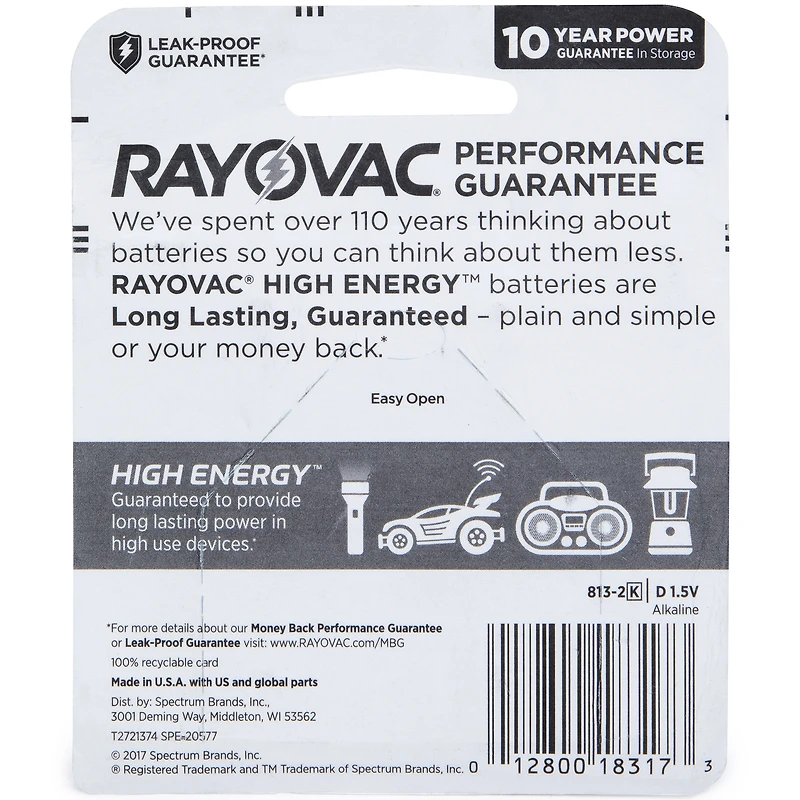 LEAK-PROOF
GUARANTEE*
10 YEAR POWER
GUARANTEE In Storage
RAYOVAC® PERFORMANCE
GUARANTEE
We've spent over 110 years thinking about
batteries so you can think about them less.
RAYOVAC® HIGH ENERGY™ batteries are
Long Lasting, Guaranteed – plain and simple
or your money back.*
Easy Open
HIGH ENERGY™
Guaranteed to provide
long lasting power in
high use devices.*
813-2K | D 1.5V
Alkaline
*For more details about our Money Back Performance Guarantee
or Leak-Proof Guarantee visit: www.RAYOVAC.com/MBG
100% recyclable card
Made in U.S.A. with US and global parts
Dist. by: Spectrum Brands, Inc.,
3001 Deming Way, Middleton, WI 53562
T2721374 SPE-20577
© 2017 Spectrum Brands, Inc.
® Registered Trademark and TM Trademark of Spectrum Brands, Inc.
0 12800 18317 3